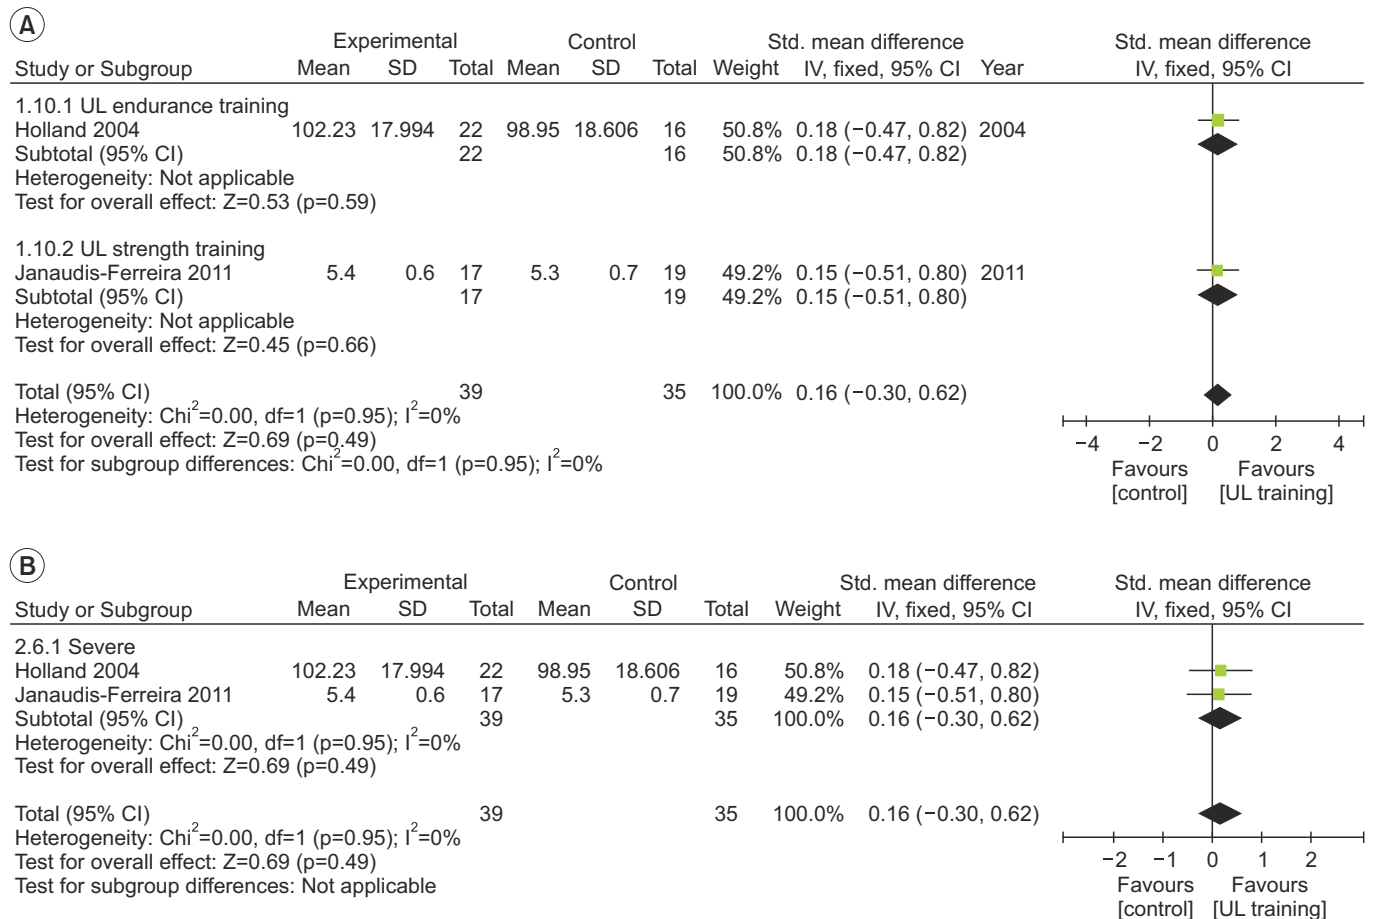 A
Experimental Control Std. mean difference Std. mean difference
Study or Subgroup Mean SD Total Mean SD Total Weight IV, fixed, 95% CI Year IV, fixed, 95% CI
1.10.1 UL endurance training
Holland 2004 102.23 17.994 22 98.95 18.606 16 50.8% 0.18 (−0.47, 0.82) 2004
Subtotal (95% CI) 22 16 50.8% 0.18 (−0.47, 0.82)
Heterogeneity: Not applicable
Test for overall effect: Z=0.53 (p=0.59)
1.10.2 UL strength training
Janaudis-Ferreira 2011 5.4 0.6 17 5.3 0.7 19 49.2% 0.15 (−0.51, 0.80) 2011
Subtotal (95% CI) 17 19 49.2% 0.15 (−0.51, 0.80)
Heterogeneity: Not applicable
Test for overall effect: Z=0.45 (p=0.66)
Total (95% CI) 39 35 100.0% 0.16 (−0.30, 0.62)
Heterogeneity: Chi²=0.00, df=1 (p=0.95); I²=0%
Test for overall effect: Z=0.69 (p=0.49)
Test for subgroup differences: Chi²=0.00, df=1 (p=0.95); I²=0%
−4 −2 0 2 4
Favours Favours
[control] [UL training]
B
Experimental Control Std. mean difference Std. mean difference
Study or Subgroup Mean SD Total Mean SD Total Weight IV, fixed, 95% CI IV, fixed, 95% CI
2.6.1 Severe
Holland 2004 102.23 17.994 22 98.95 18.606 16 50.8% 0.18 (−0.47, 0.82)
Janaudis-Ferreira 2011 5.4 0.6 17 5.3 0.7 19 49.2% 0.15 (−0.51, 0.80)
Subtotal (95% CI) 39 35 100.0% 0.16 (−0.30, 0.62)
Heterogeneity: Chi²=0.00, df=1 (p=0.95); I²=0%
Test for overall effect: Z=0.69 (p=0.49)
Total (95% CI) 39 35 100.0% 0.16 (−0.30, 0.62)
Heterogeneity: Chi²=0.00, df=1 (p=0.95); I²=0%
Test for overall effect: Z=0.69 (p=0.49)
Test for subgroup differences: Not applicable
−2 −1 0 1 2
Favours Favours
[control] [UL training]